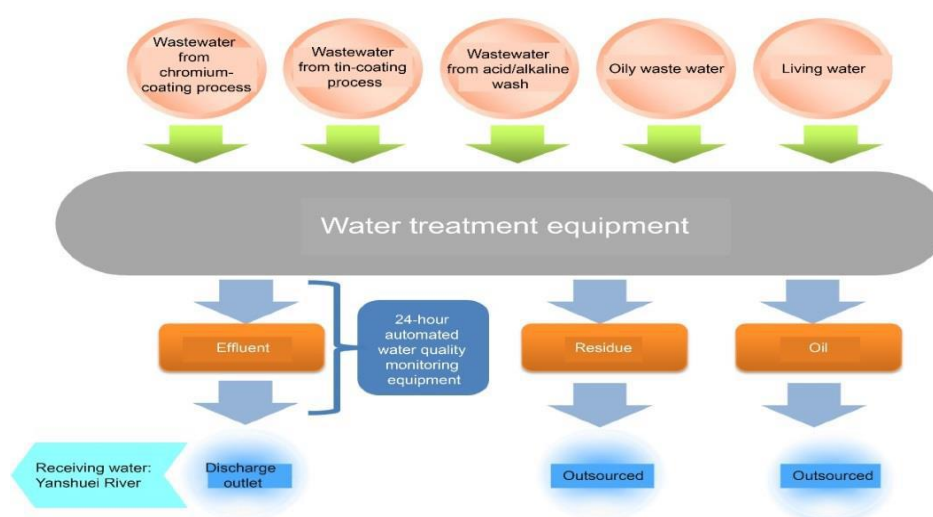 Wastewater
from
chromium-
coating process
Wastewater
from tin-coating
process
Wastewater
from acid/alkaline
wash
Oily waste water
Living water
Water treatment equipment
Effluent
24-hour
automated
water quality
monitoring
equipment
Residue
Oil
Receiving water:
Yanshuei River
Discharge
outlet
Outsourced
Outsourced